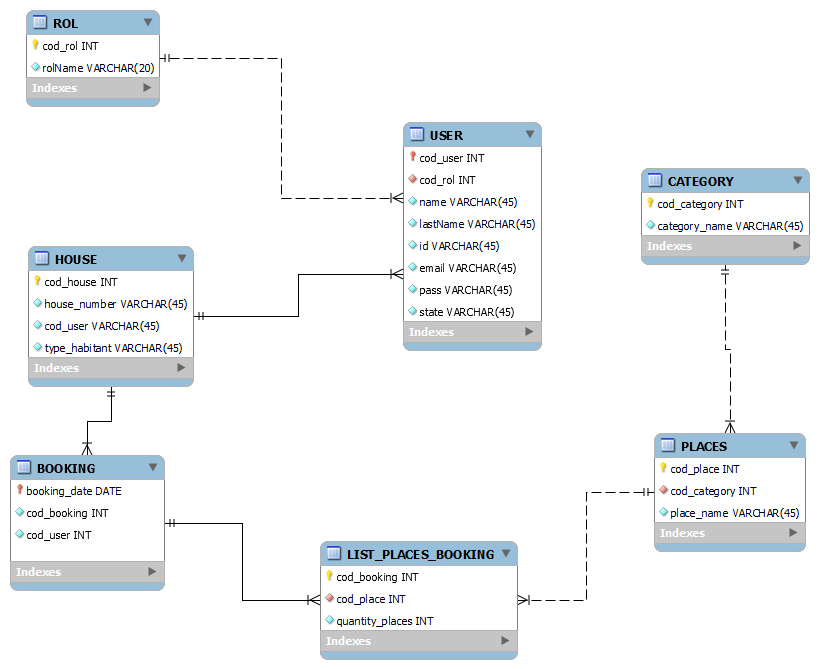 ROL
cod_rol INT
rolName VARCHAR(20)
Indexes
USER
cod_user INT
cod_rol INT
name VARCHAR(45)
lastName VARCHAR(45)
id VARCHAR(45)
email VARCHAR(45)
pass VARCHAR(45)
state VARCHAR(45)
Indexes
CATEGORY
cod_category INT
category_name VARCHAR(45)
Indexes
HOUSE
cod_house INT
house_number VARCHAR(45)
cod_user VARCHAR(45)
type_habitant VARCHAR(45)
Indexes
BOOKING
booking_date DATE
cod_booking INT
cod_user INT
Indexes
PLACES
cod_place INT
cod_category INT
place_name VARCHAR(45)
Indexes
LIST_PLACES_BOOKING
cod_booking INT
cod_place INT
quantity_places INT
Indexes